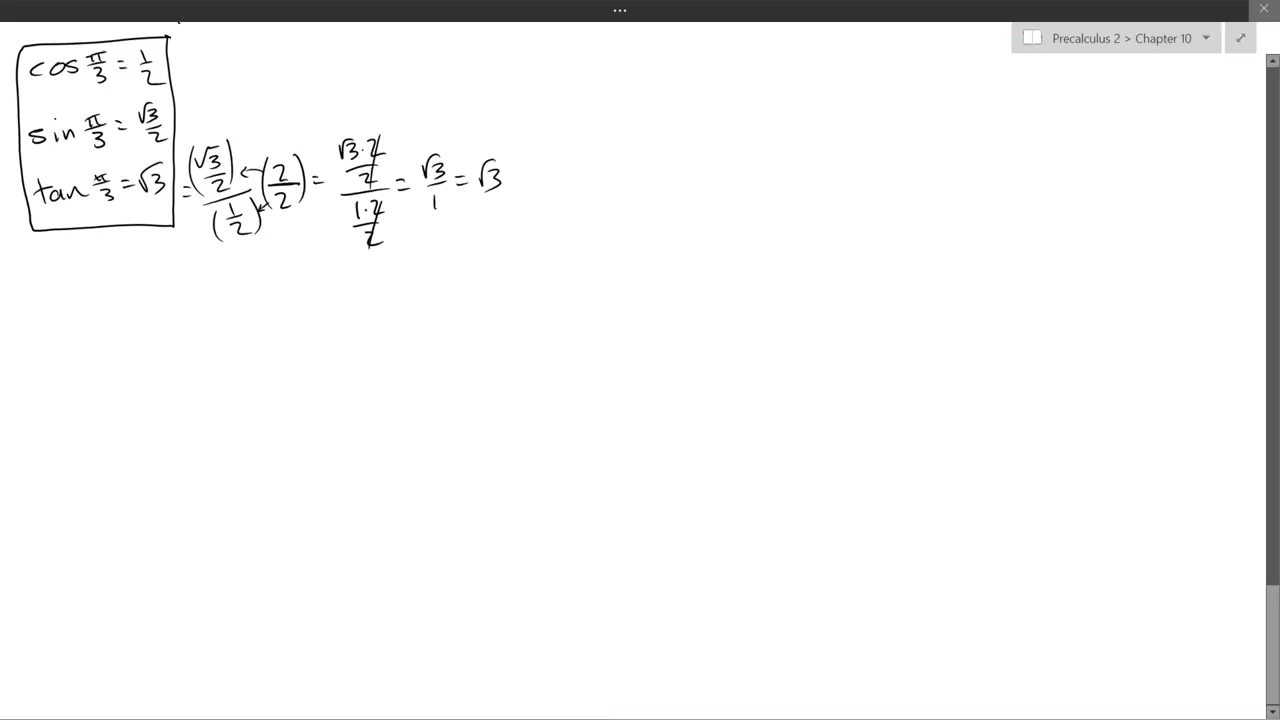 ...
Precalculus 2 > Chapter 10
cos π/3 = 1/2
sin π/3 = √3/2
tan π/3 = √3 = (√3/2)/(1/2) (2/2) = (√3·2/2)/(1·2/2) = √3/1 = √3